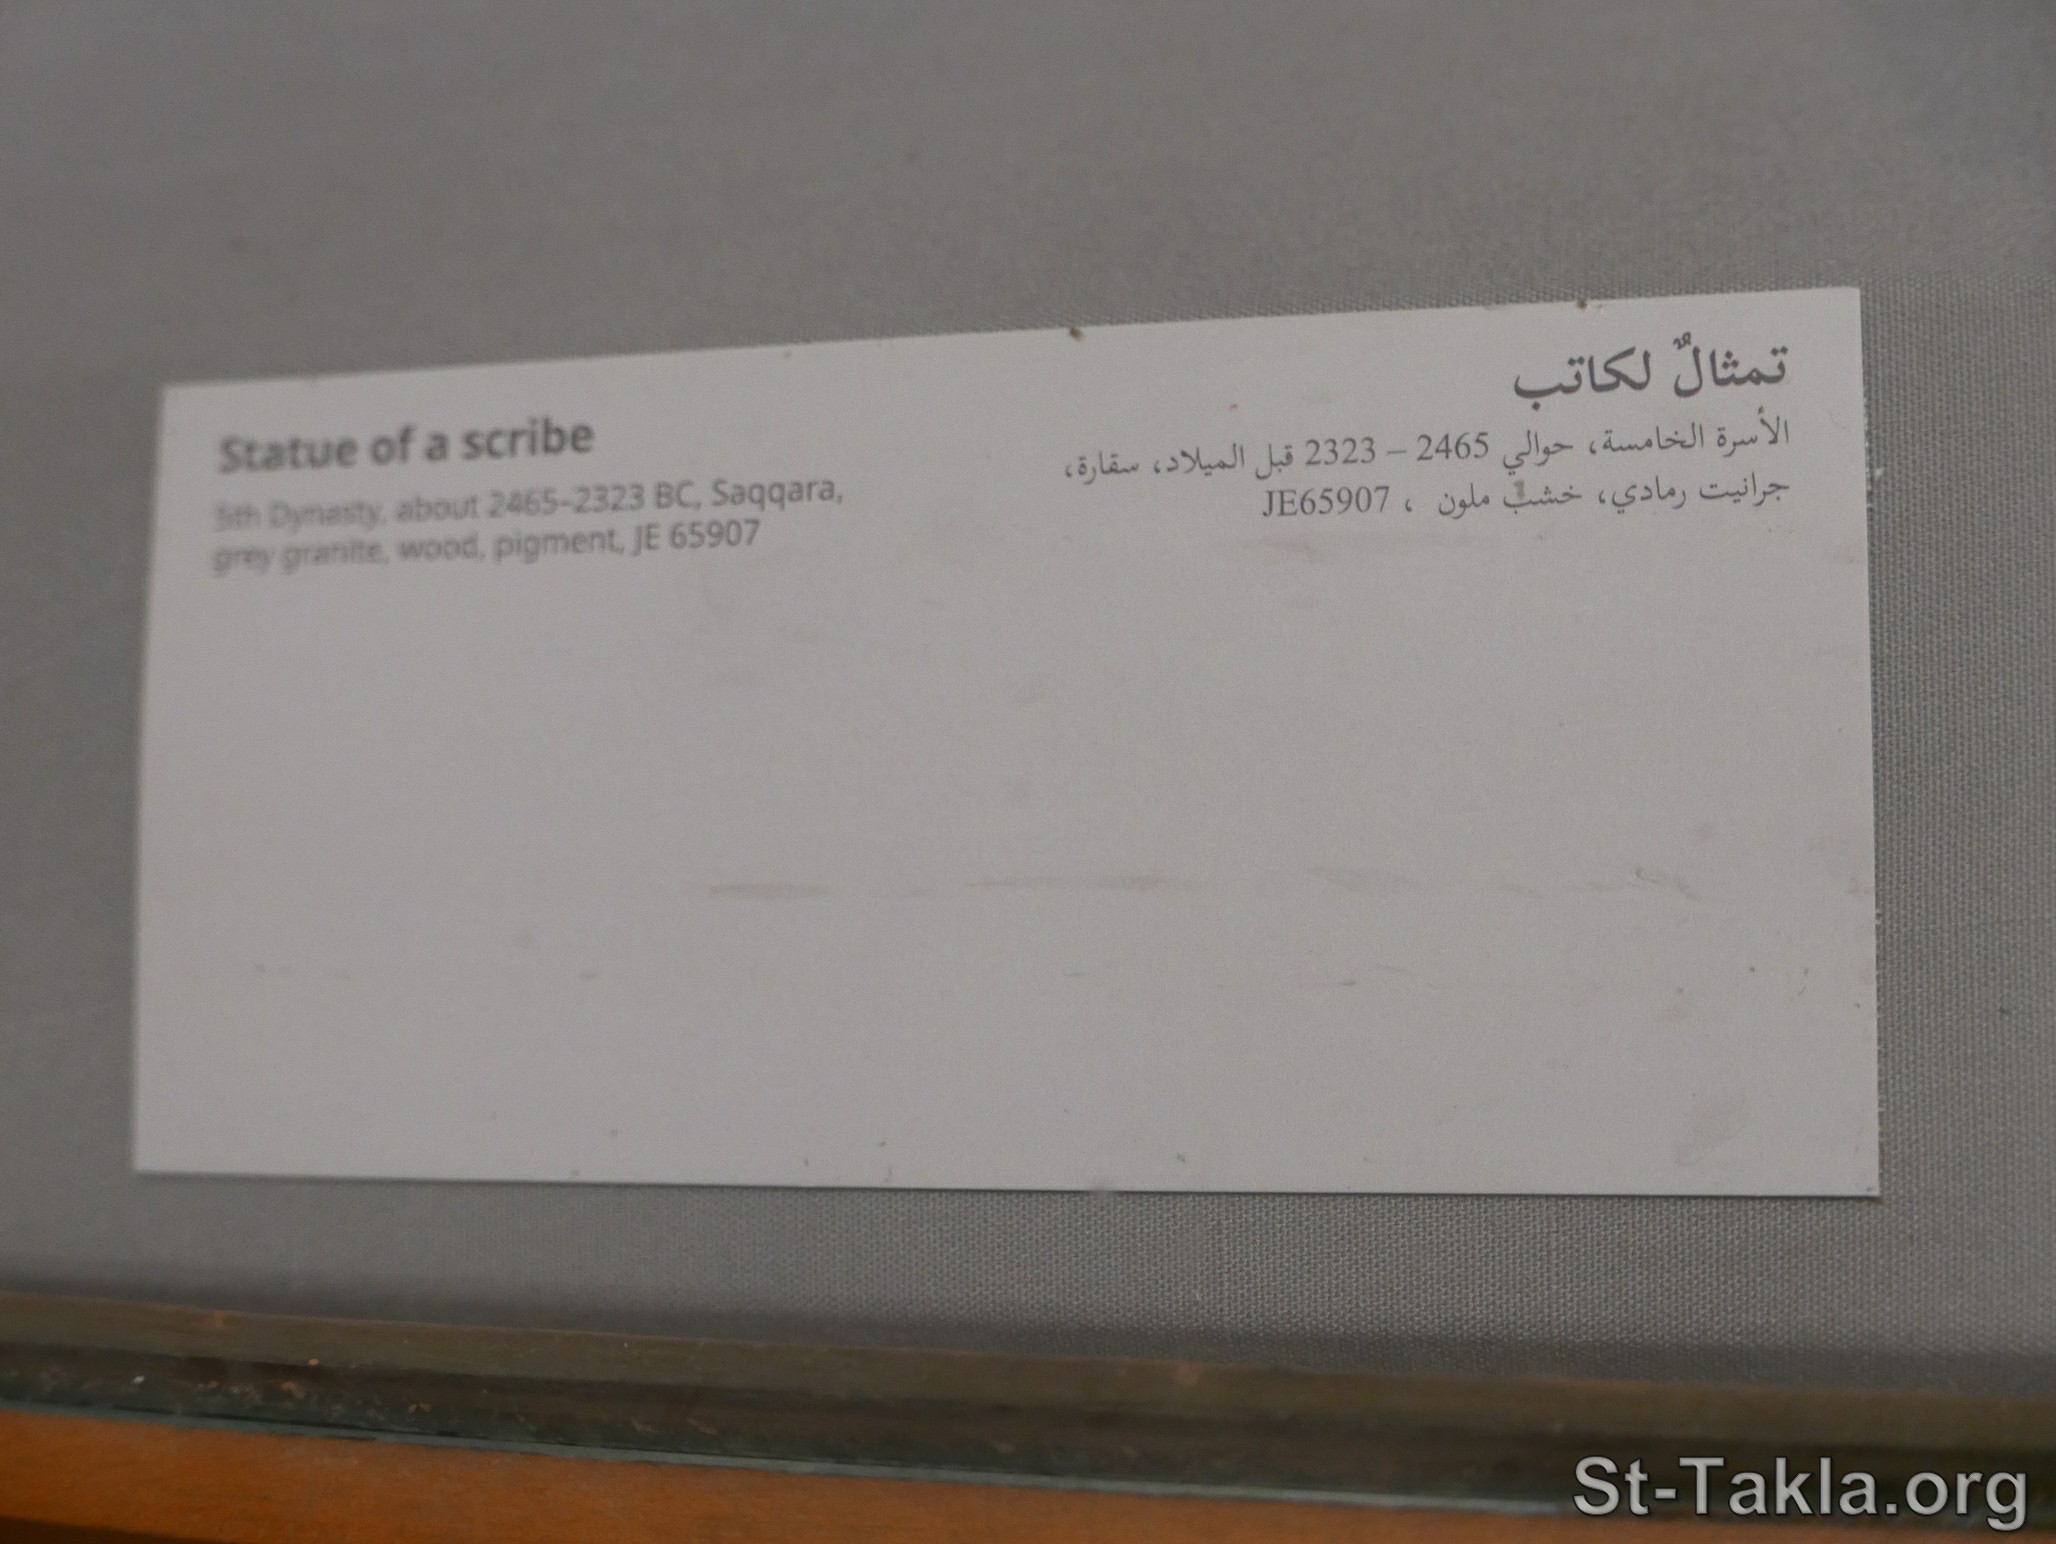 Statue of a scribe
5th Dynasty, about 2465–2323 BC, Saqqara,
grey granite, wood, pigment, JE 65907
تمثالٌ لكاتب
الأسرة الخامسة، حوالي 2465 – 2323 قبل الميلاد، سقارة،
جرانيت رمادي، خشب ملون ، JE65907
St-Takla.org